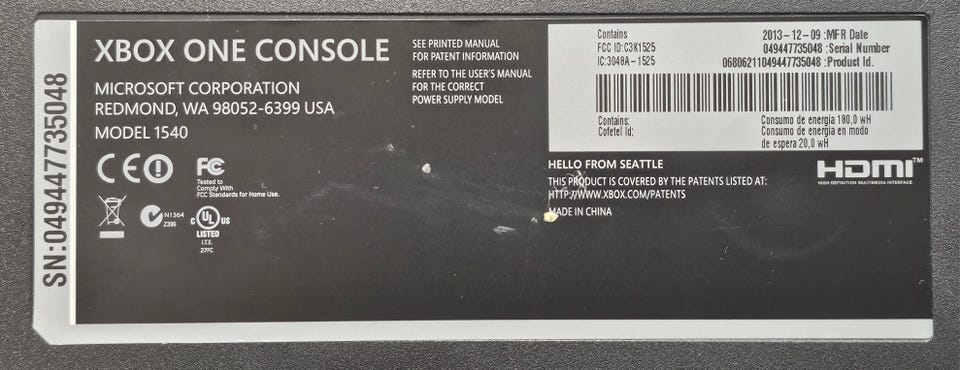 SN:049447735048
XBOX ONE CONSOLE
MICROSOFT CORPORATION
REDMOND, WA 98052-6399 USA
MODEL 1540
CE
FC
Tested to
Comply With
FCC Standards for Home Use.
N1364
Z396
C UL US
LISTED
I.T.E.
27FC
SEE PRINTED MANUAL
FOR PATENT INFORMATION
REFER TO THE USER'S MANUAL
FOR THE CORRECT
POWER SUPPLY MODEL
Contains
FCC ID:C3K1525
IC:3048A-1525
2013-12-09 :MFR Date
049447735048 :Serial Number
0680621104944773504​8 :Product Id.
Contains:
Cofetel Id:
Consumo de energia 180,0 wH
Consumo de energia en modo
de espera 20,0 wH
HELLO FROM SEATTLE
THIS PRODUCT IS COVERED BY THE PATENTS LISTED AT:
HTTP://WWW.XBOX.COM/PATENTS
MADE IN CHINA
HDMI™
HIGH-DEFINITION MULTIMEDIA INTERFACE